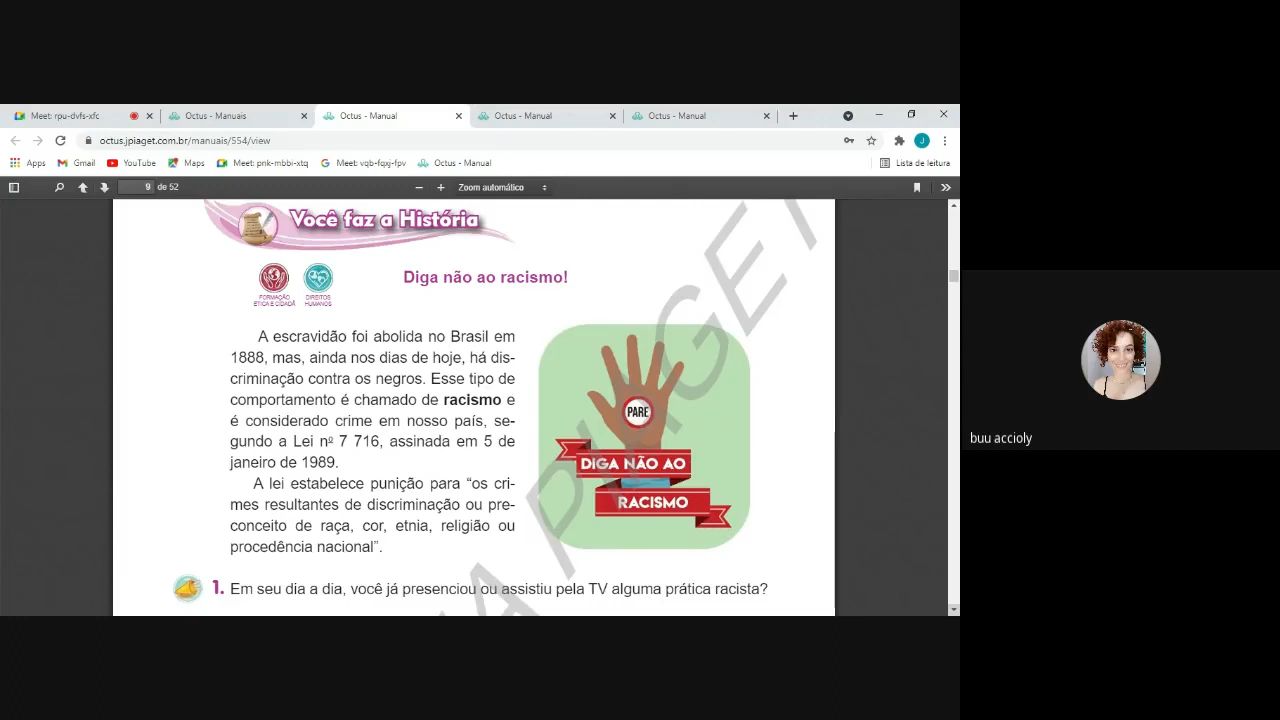 Meet: rpu-dvfs-xfc
Octus - Manuais
Octus - Manual
Octus - Manual
Octus - Manual
octus.jpiaget.com.br/manuais/554/view
J
Apps
Gmail
YouTube
Maps
Meet: pnk-mbbi-xtq
Meet: vqb-fqxj-fpv
Octus - Manual
Lista de leitura
9 de 52
Zoom automático
Você faz a História
Diga não ao racismo!
FORMAÇÃO
ÉTICA E CIDADÃ
DIREITOS
HUMANOS
A escravidão foi abolida no Brasil em
1888, mas, ainda nos dias de hoje, há dis-
criminação contra os negros. Esse tipo de
comportamento é chamado de racismo e
é considerado crime em nosso país, se-
gundo a Lei nº 7 716, assinada em 5 de
janeiro de 1989.
A lei estabelece punição para “os cri-
mes resultantes de discriminação ou pre-
conceito de raça, cor, etnia, religião ou
procedência nacional”.
PARE
DIGA NÃO AO
RACISMO
1. Em seu dia a dia, você já presenciou ou assistiu pela TV alguma prática racista?
A PIAGET
buu accioly